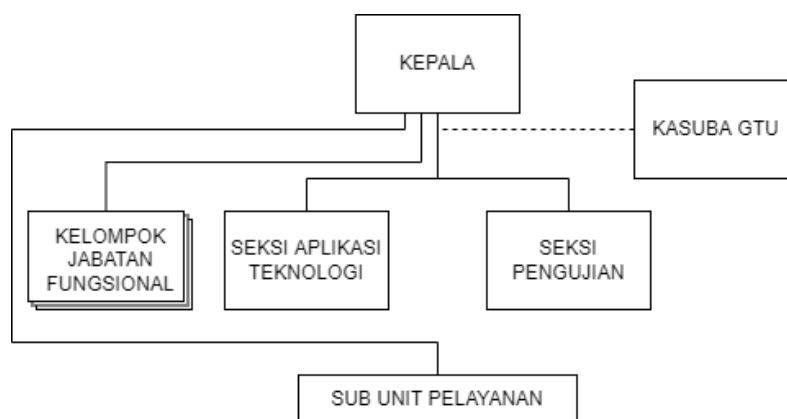 KEPALA
KASUBA GTU
KELOMPOK
JABATAN
FUNGSIONAL
SEKSI APLIKASI
TEKNOLOGI
SEKSI
PENGUJIAN
SUB UNIT PELAYANAN